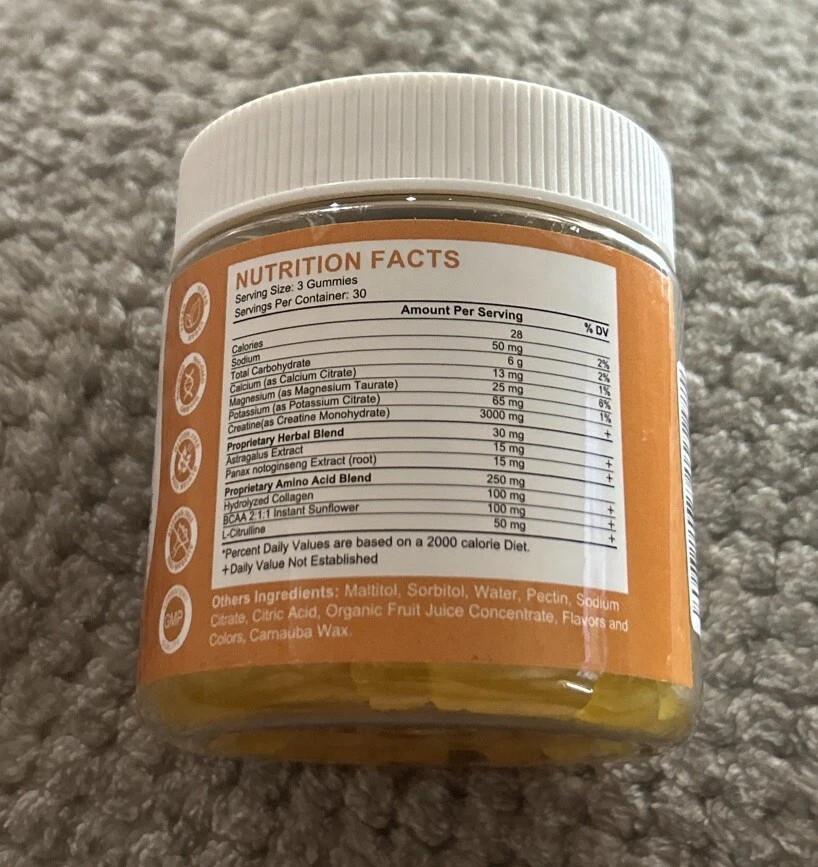 NUTRITION FACTS
Serving Size: 3 Gummies
Servings Per Container: 30
Amount Per Serving % DV
Calories 28
Sodium 50 mg 2%
Total Carbohydrate 6 g 2%
Calcium (as Calcium Citrate) 13 mg 1%
Magnesium (as Magnesium Taurate) 25 mg 6%
Potassium (as Potassium Citrate) 65 mg 1%
Creatine(as Creatine Monohydrate) 3000 mg +
Proprietary Herbal Blend 30 mg
Astragalus Extract 15 mg +
Panax notoginseng Extract (root) 15 mg +
Proprietary Amino Acid Blend 250 mg
Hydrolyzed Collagen 100 mg +
BCAA 2:1:1 Instant Sunflower 100 mg +
L-Citrulline 50 mg +
*Percent Daily Values are based on a 2000 calorie Diet.
+Daily Value Not Established
Others Ingredients: Maltitol, Sorbitol, Water, Pectin, Sodium
Citrate, Citric Acid, Organic Fruit Juice Concentrate, Flavors and
Colors, Carnauba Wax.
GMP